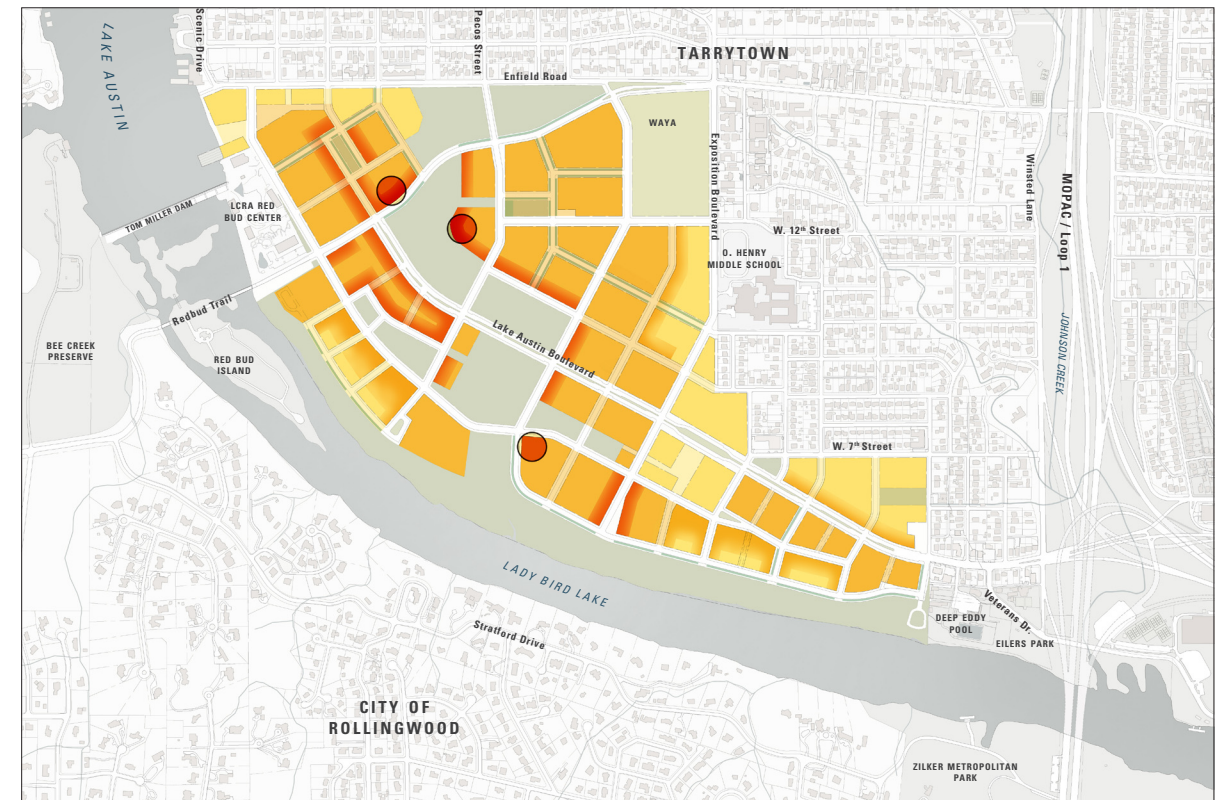 Scenic Drive
LAKE AUSTIN
Pecos Street
TARRYTOWN
Enfield Road
WAYA
Exposition Boulevard
Winsted Lane
MOPAC / Loop 1
LCRA RED
BUD CENTER
TOM MILLER DAM
W. 12th Street
O. HENRY
MIDDLE SCHOOL
Redbud Trail
BEE CREEK
PRESERVE
RED BUD
ISLAND
Lake Austin Boulevard
JOHNSON CREEK
W. 7th Street
LADY BIRD LAKE
Veterans Dr.
DEEP EDDY
POOL
EILERS PARK
Stratford Drive
CITY OF
ROLLINGWOOD
ZILKER METROPOLITAN
PARK